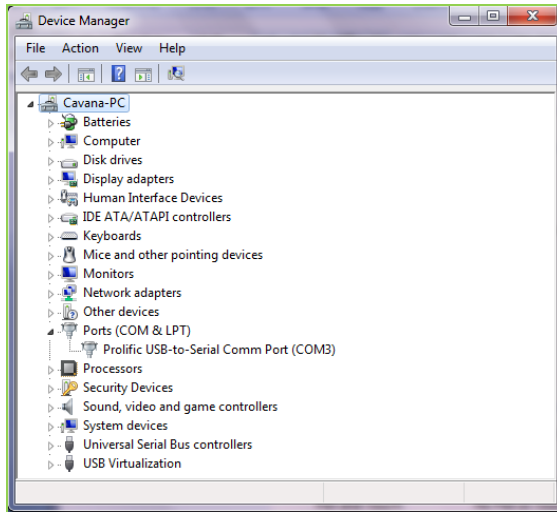 Device Manager
File Action View Help
Cavana-PC
Batteries
Computer
Disk drives
Display adapters
Human Interface Devices
IDE ATA/ATAPI controllers
Keyboards
Mice and other pointing devices
Monitors
Network adapters
Other devices
Ports (COM & LPT)
Prolific USB-to-Serial Comm Port (COM3)
Processors
Security Devices
Sound, video and game controllers
System devices
Universal Serial Bus controllers
USB Virtualization